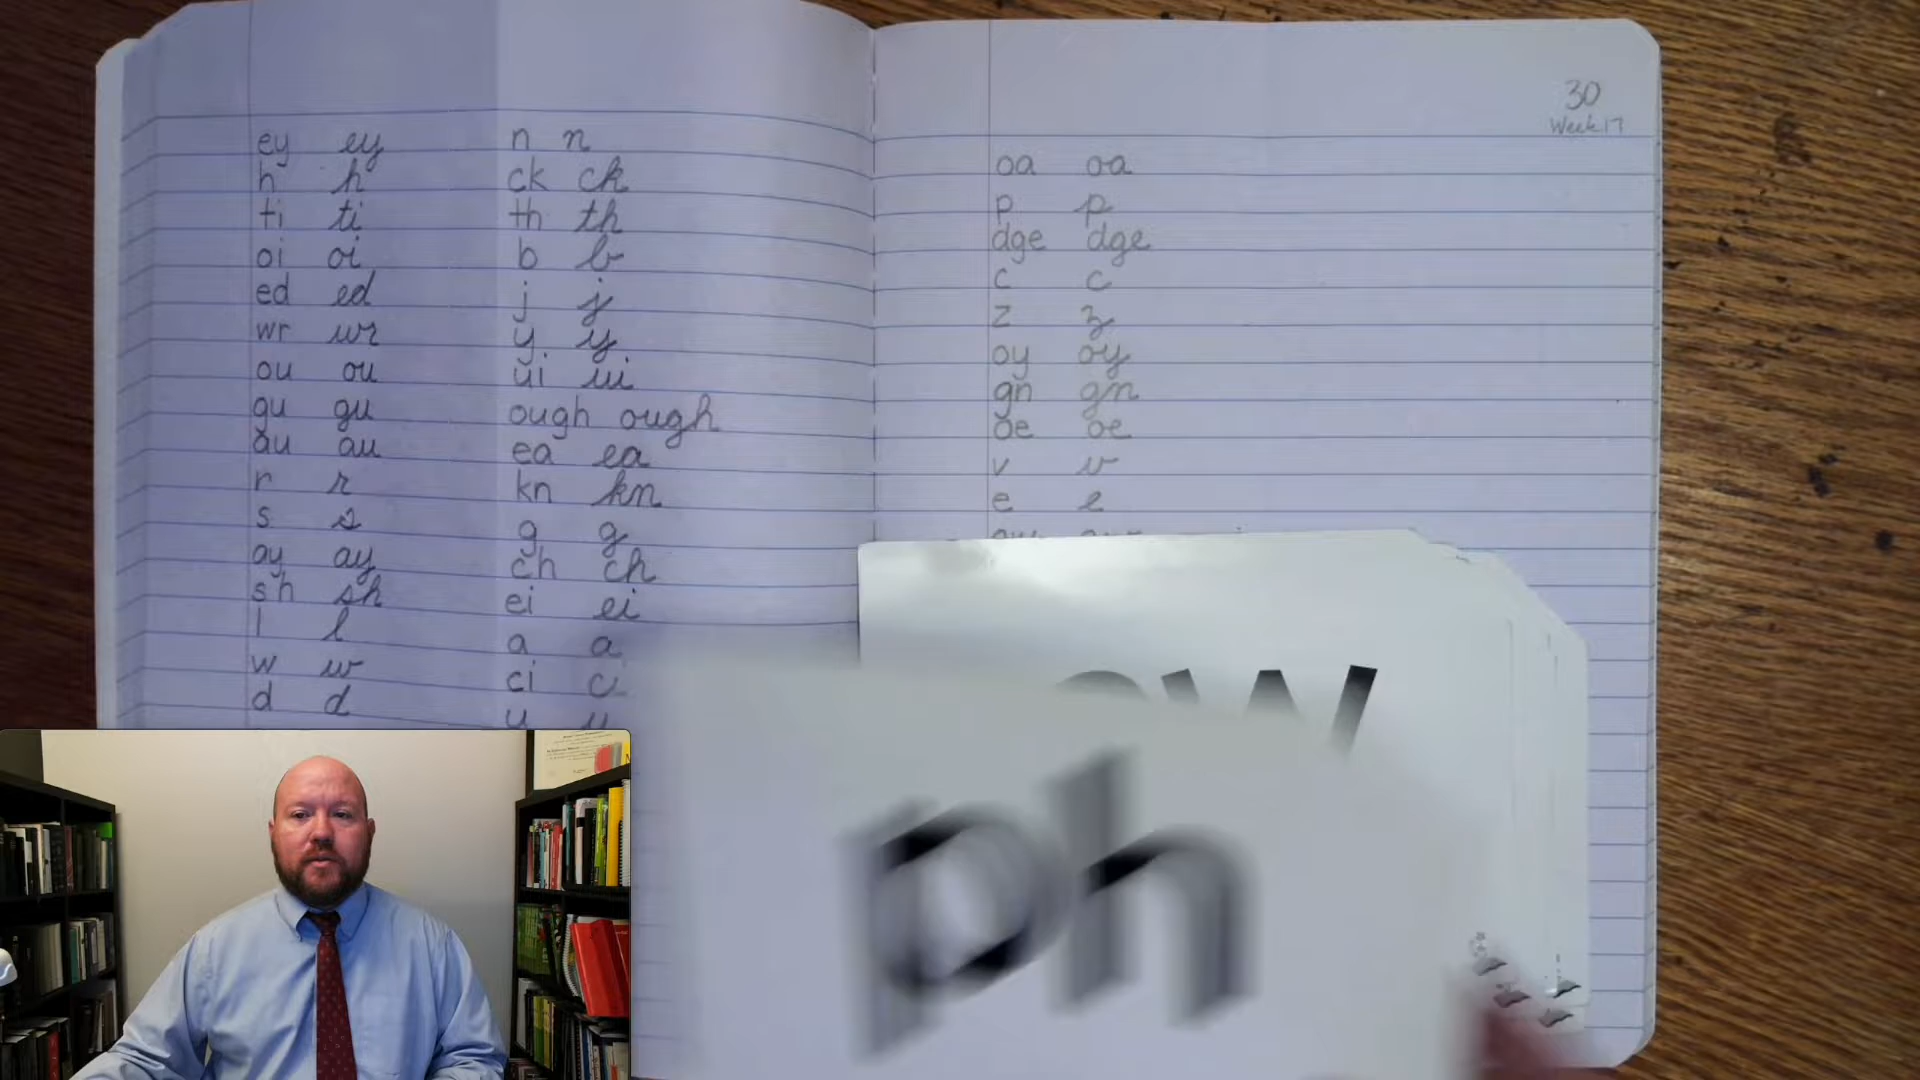 ey ey
h h
ti ti
oi oi
ed ed
wr wr
ou ou
gu gu
au au
r r
s s
ay ay
sh sh
l l
w w
d d
n n
ck ck
th th
b b
j j
y y
ui ui
ough ough
ea ea
kn kn
g g
ch ch
ei ei
a a
ci ci
u u
30
Week 17
oa oa
p p
dge dge
c c
z z
oy oy
gn gn
oe oe
v v
e e
ow
ph